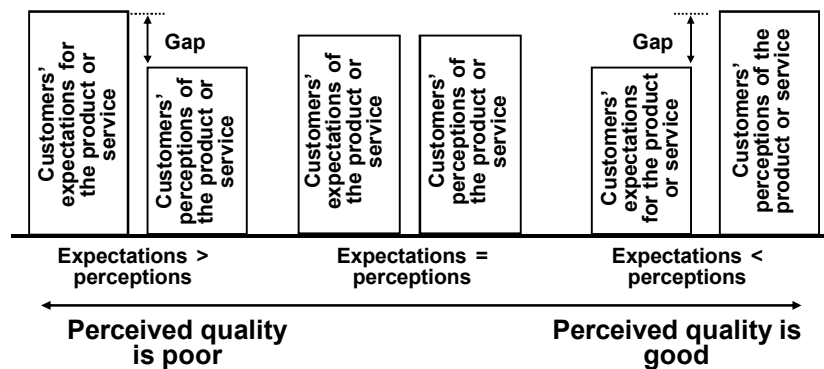 Customers'
expectations for
the product or
service
Gap
Customers'
perceptions of
the product or
service
Customers'
expectations of
the product or
service
Customers'
perceptions of
the product or
service
Gap
Customers'
expectations
for the product
or service
Customers'
perceptions of the
product or service
Expectations >
perceptions
Expectations =
perceptions
Expectations <
perceptions
Perceived quality
is poor
Perceived quality is
good